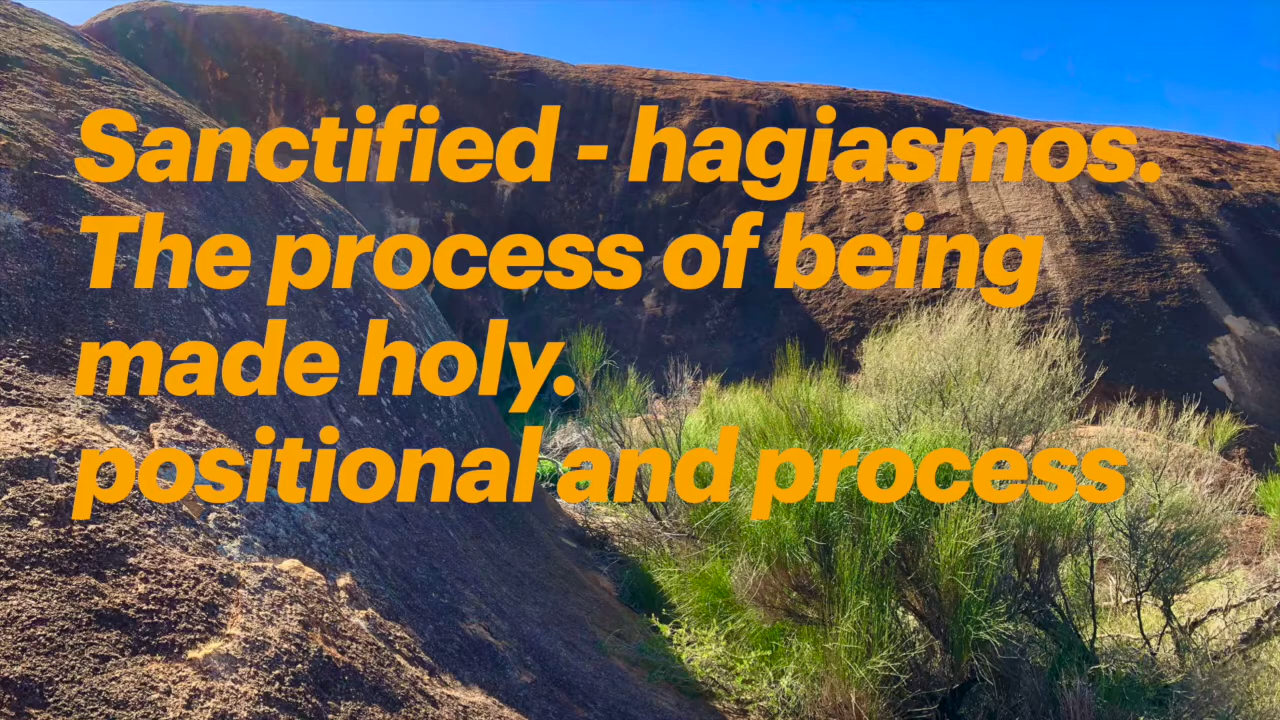 Sanctified - hagiasmos.
The process of being
made holy.
positional and process